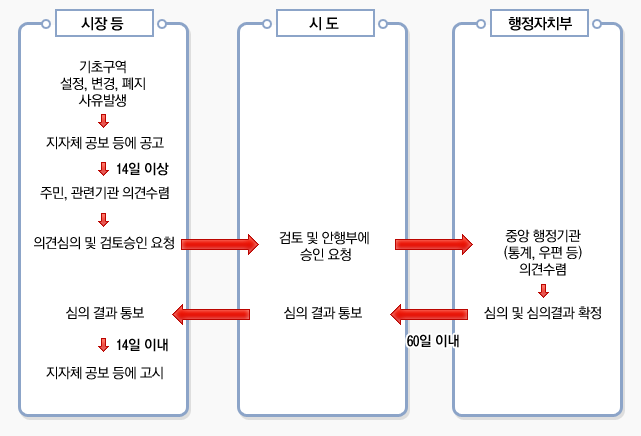 시장 등
기초구역
설정, 변경, 폐지
사유발생
지자체 공보 등에 공고
14일 이상
주민, 관련기관 의견수렴
의견심의 및 검토승인 요청
심의 결과 통보
14일 이내
지자체 공보 등에 고시
시 도
검토 및 안행부에
승인 요청
심의 결과 통보
행정자치부
중앙 행정기관
(통계, 우편 등)
의견수렴
심의 및 심의결과 확정
60일 이내